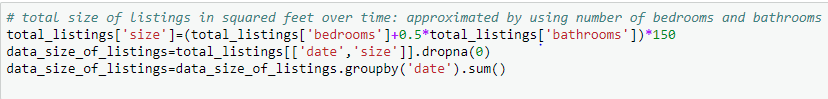 # total size of listings in squared feet over time: approximated by using number of bedrooms and bathrooms
total_listings['size']=(total_listings['bedrooms']+0.5*total_listings['bathrooms'])*150
data_size_of_listings=total_listings[['date','size']].dropna(0)
data_size_of_listings=data_size_of_listings.groupby('date').sum()